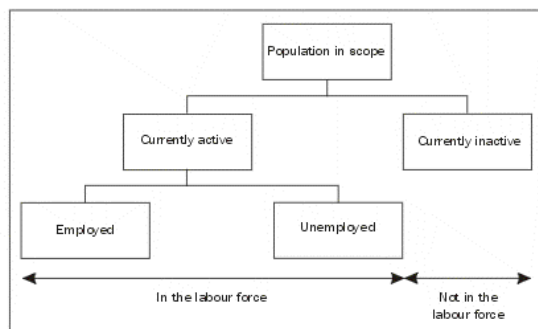 Population in scope
Currently active
Currently inactive
Employed
Unemployed
In the labour force
Not in the
labour force